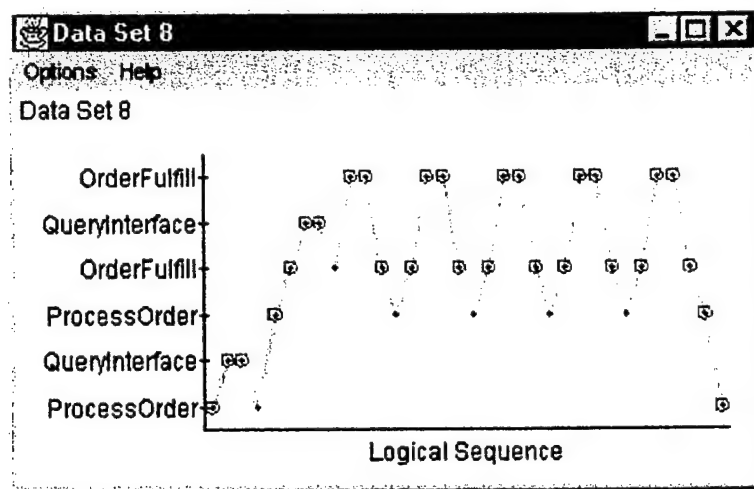 Data Set 8
Options Help
Data Set 8
OrderFulfill
QueryInterface
OrderFulfill
ProcessOrder
QueryInterface
ProcessOrder
Logical Sequence